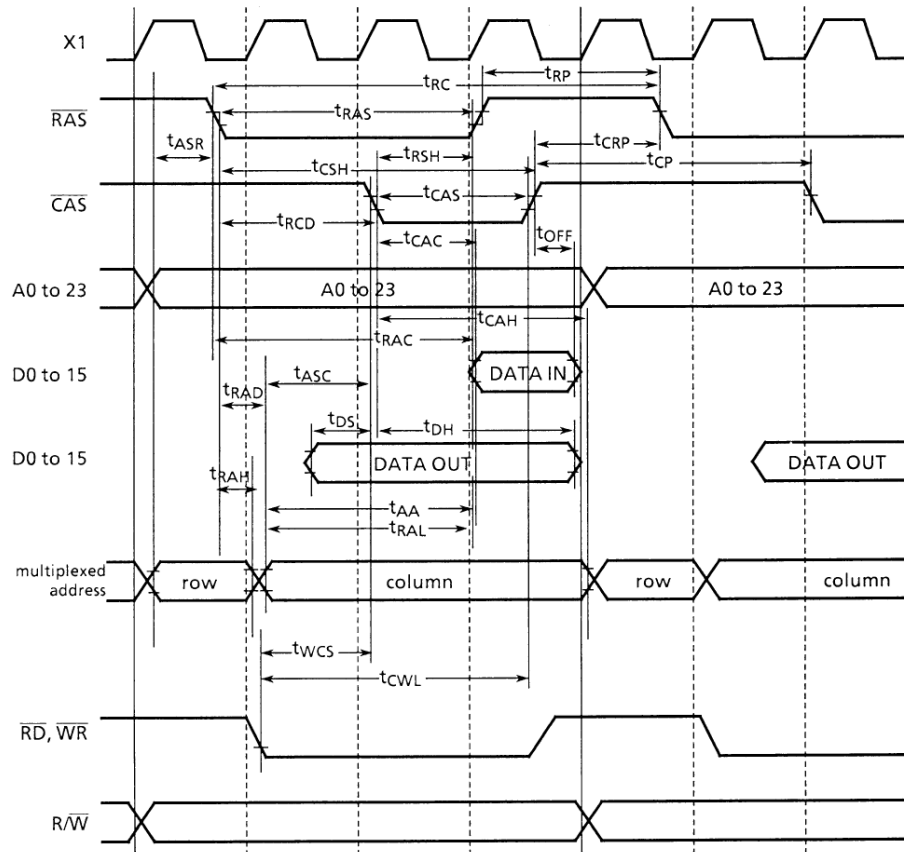 X1
tRP
tRC
RAS
tRAS
tASR
tRSH
tCRP
tCP
tCSH
CAS
tCAS
tRCD
tOFF
tCAC
A0 to 23
A0 to 23
A0 to 23
tCAH
tRAC
D0 to 15
DATA IN
tASC
tRAD
tDS
tDH
D0 to 15
DATA OUT
DATA OUT
tRAH
tAA
tRAL
multiplexed
address
row
column
row
column
tWCS
tCWL
RD, WR
R/W